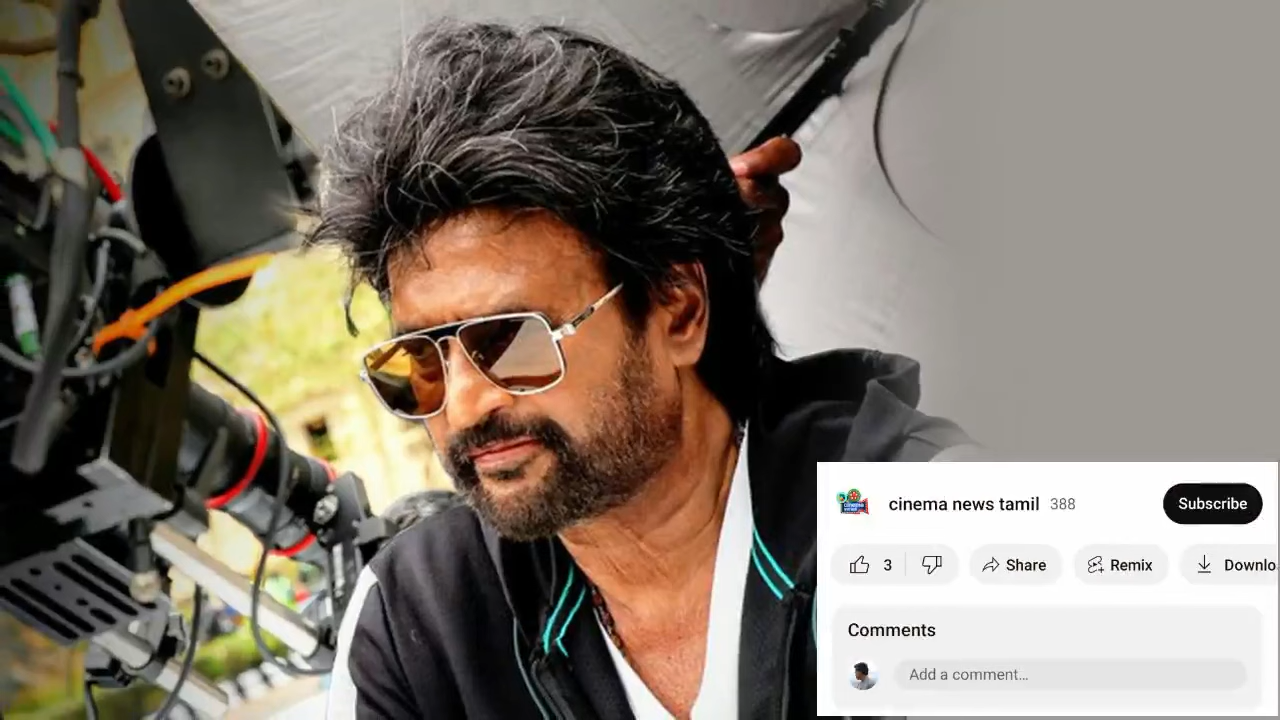 cinema news tamil 388
Subscribe
3
Share
Remix
Downlo
Comments
Add a comment...